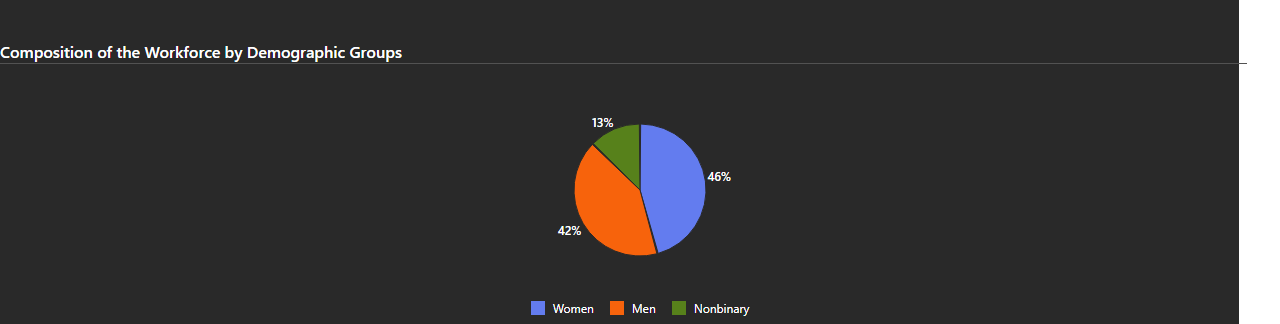 Composition of the Workforce by Demographic Groups
13%
46%
42%
Women Men Nonbinary